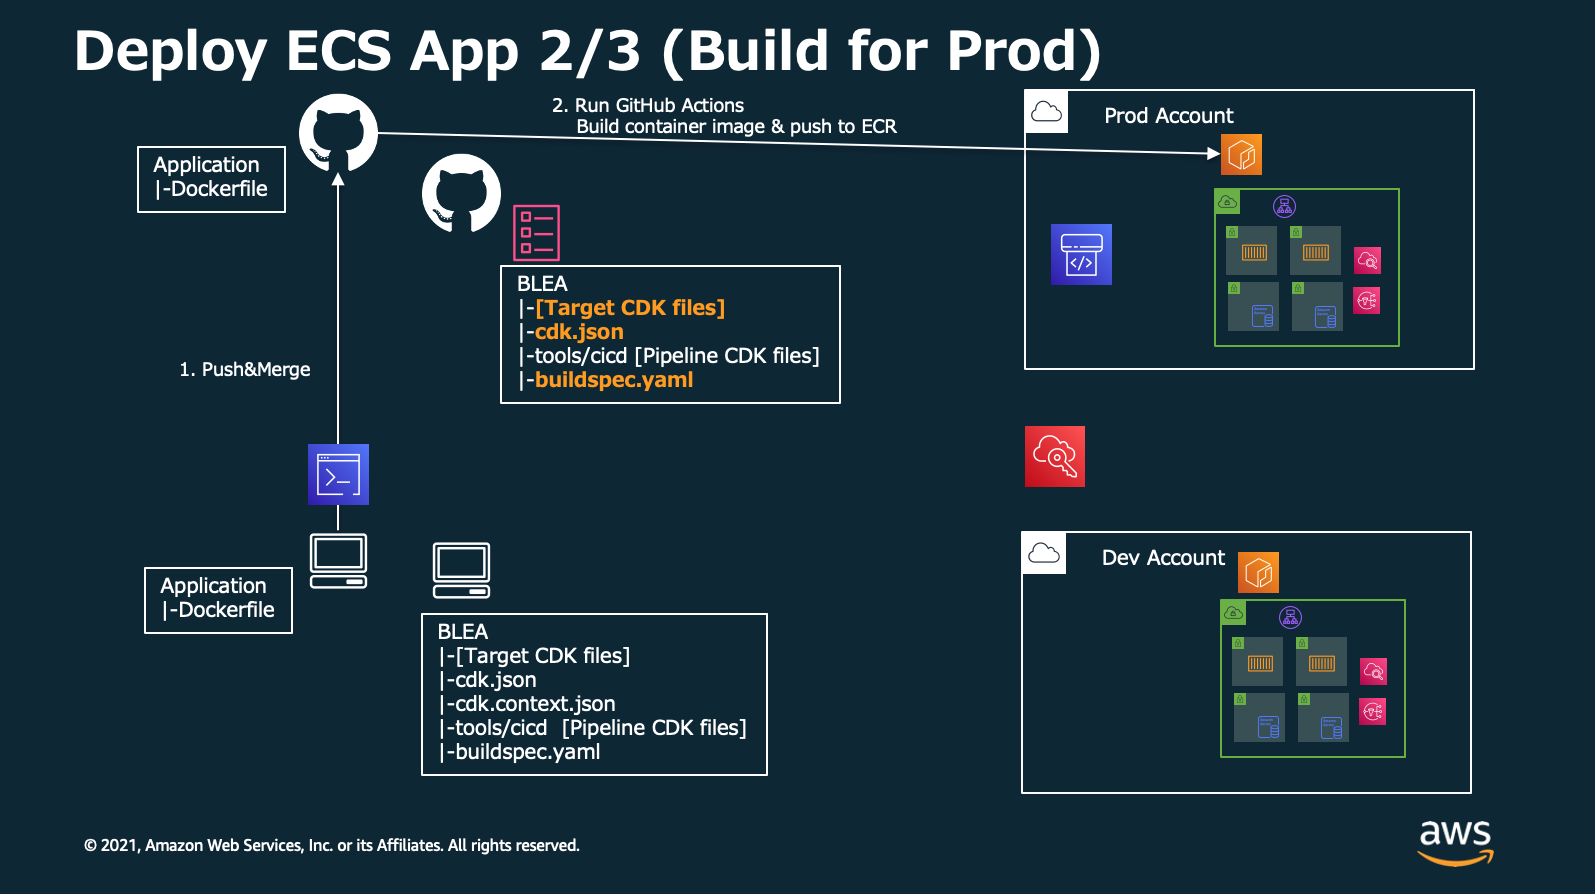 Deploy ECS App 2/3 (Build for Prod)
2. Run GitHub Actions
Build container image & push to ECR
Prod Account
Application
|-Dockerfile
BLEA
|-[Target CDK files]
|-cdk.json
|-tools/cicd [Pipeline CDK files]
|-buildspec.yaml
1. Push&Merge
Dev Account
Application
|-Dockerfile
BLEA
|-[Target CDK files]
|-cdk.json
|-cdk.context.json
|-tools/cicd  [Pipeline CDK files]
|-buildspec.yaml
© 2021, Amazon Web Services, Inc. or its Affiliates. All rights reserved.
aws